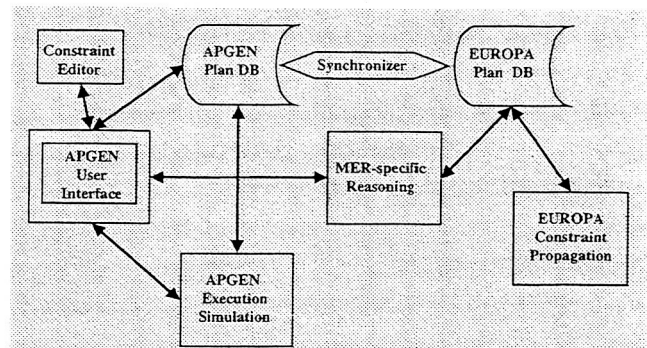 Constraint
Editor
APGEN
Plan DB
Synchronizer
EUROPA
Plan DB
APGEN
User
Interface
MER-specific
Reasoning
EUROPA
Constraint
Propagation
APGEN
Execution
Simulation